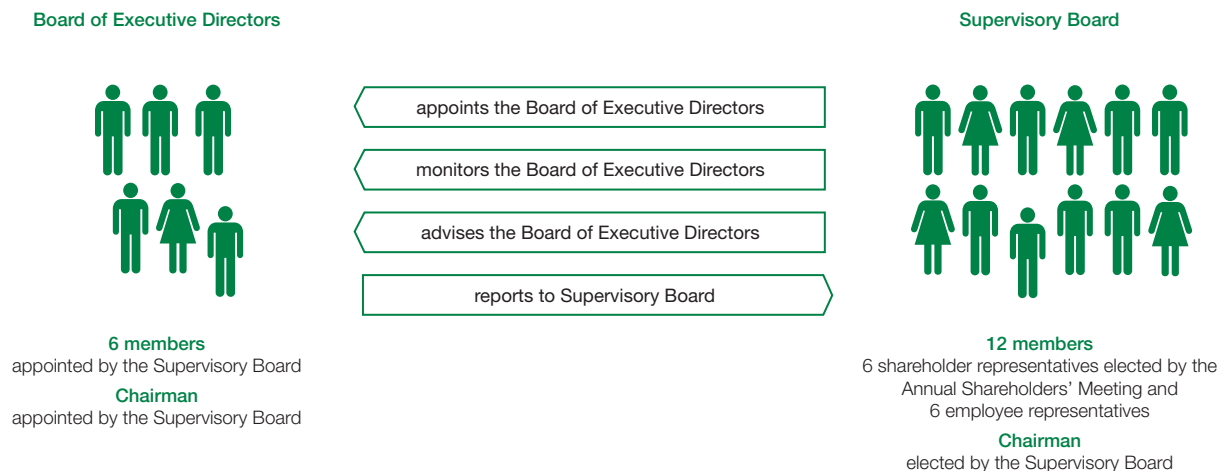 Board of Executive Directors
Supervisory Board
appoints the Board of Executive Directors
monitors the Board of Executive Directors
advises the Board of Executive Directors
reports to Supervisory Board
6 members
appointed by the Supervisory Board
Chairman
appointed by the Supervisory Board
12 members
6 shareholder representatives elected by the
Annual Shareholders’ Meeting and
6 employee representatives
Chairman
elected by the Supervisory Board